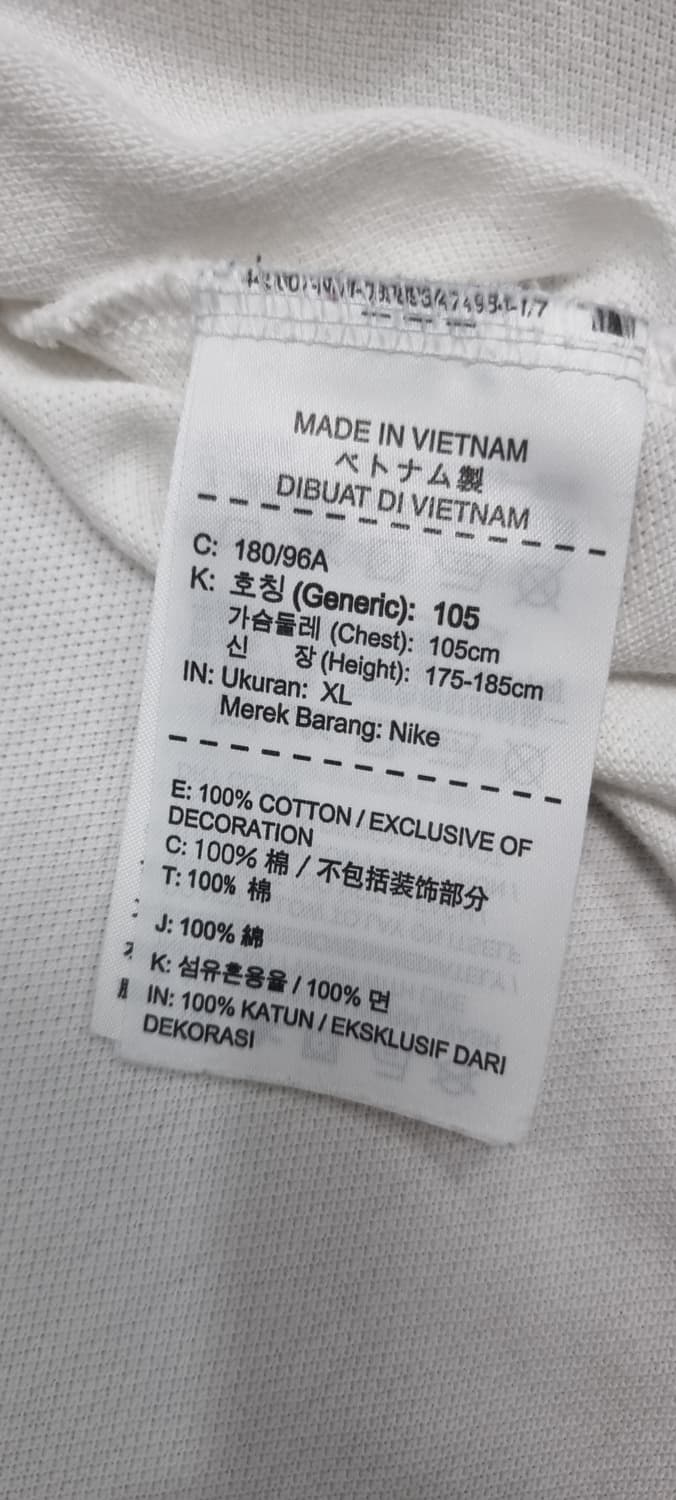 MADE IN VIETNAM
ベトナム製
DIBUAT DI VIETNAM
C: 180/96A
K: 호칭 (Generic): 105
가슴둘레 (Chest): 105cm
신 장 (Height): 175-185cm
IN: Ukuran: XL
Merek Barang: Nike
E: 100% COTTON / EXCLUSIVE OF
DECORATION
C: 100% 棉 / 不包括装饰部分
T: 100% 棉
J: 100% 綿
K: 섬유혼용율 / 100% 면
IN: 100% KATUN / EKSKLUSIF DARI
DEKORASI